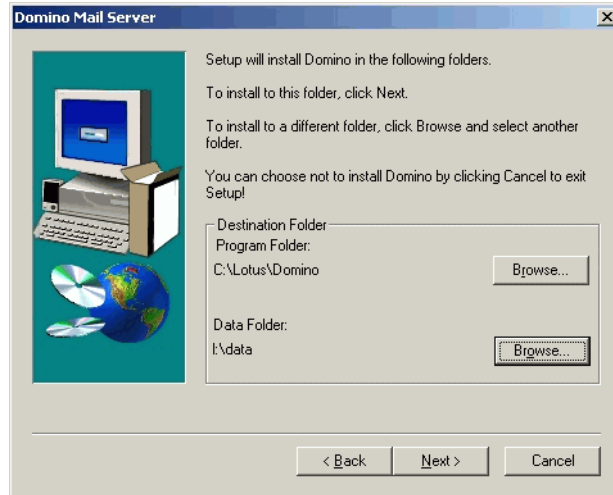 Domino Mail Server
Setup will install Domino in the following folders.
To install to this folder, click Next.
To install to a different folder, click Browse and select another
folder.
You can choose not to install Domino by clicking Cancel to exit
Setup!
Destination Folder
Program Folder:
C:\Lotus\Domino
Browse...
Data Folder:
I:\data
Browse...
< Back
Next >
Cancel